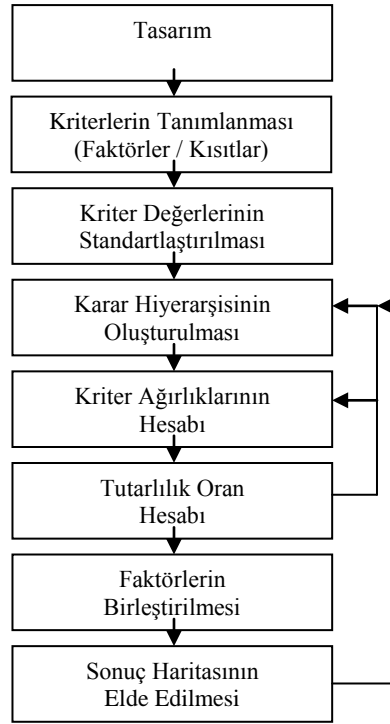 Tasarım
Kriterlerin Tanımlanması
(Faktörler / Kısıtlar)
Kriter Değerlerinin
Standartlaştırılması
Karar Hiyerarşisinin
Oluşturulması
Kriter Ağırlıklarının
Hesabı
Tutarlılık Oran
Hesabı
Faktörlerin
Birleştirilmesi
Sonuç Haritasının
Elde Edilmesi